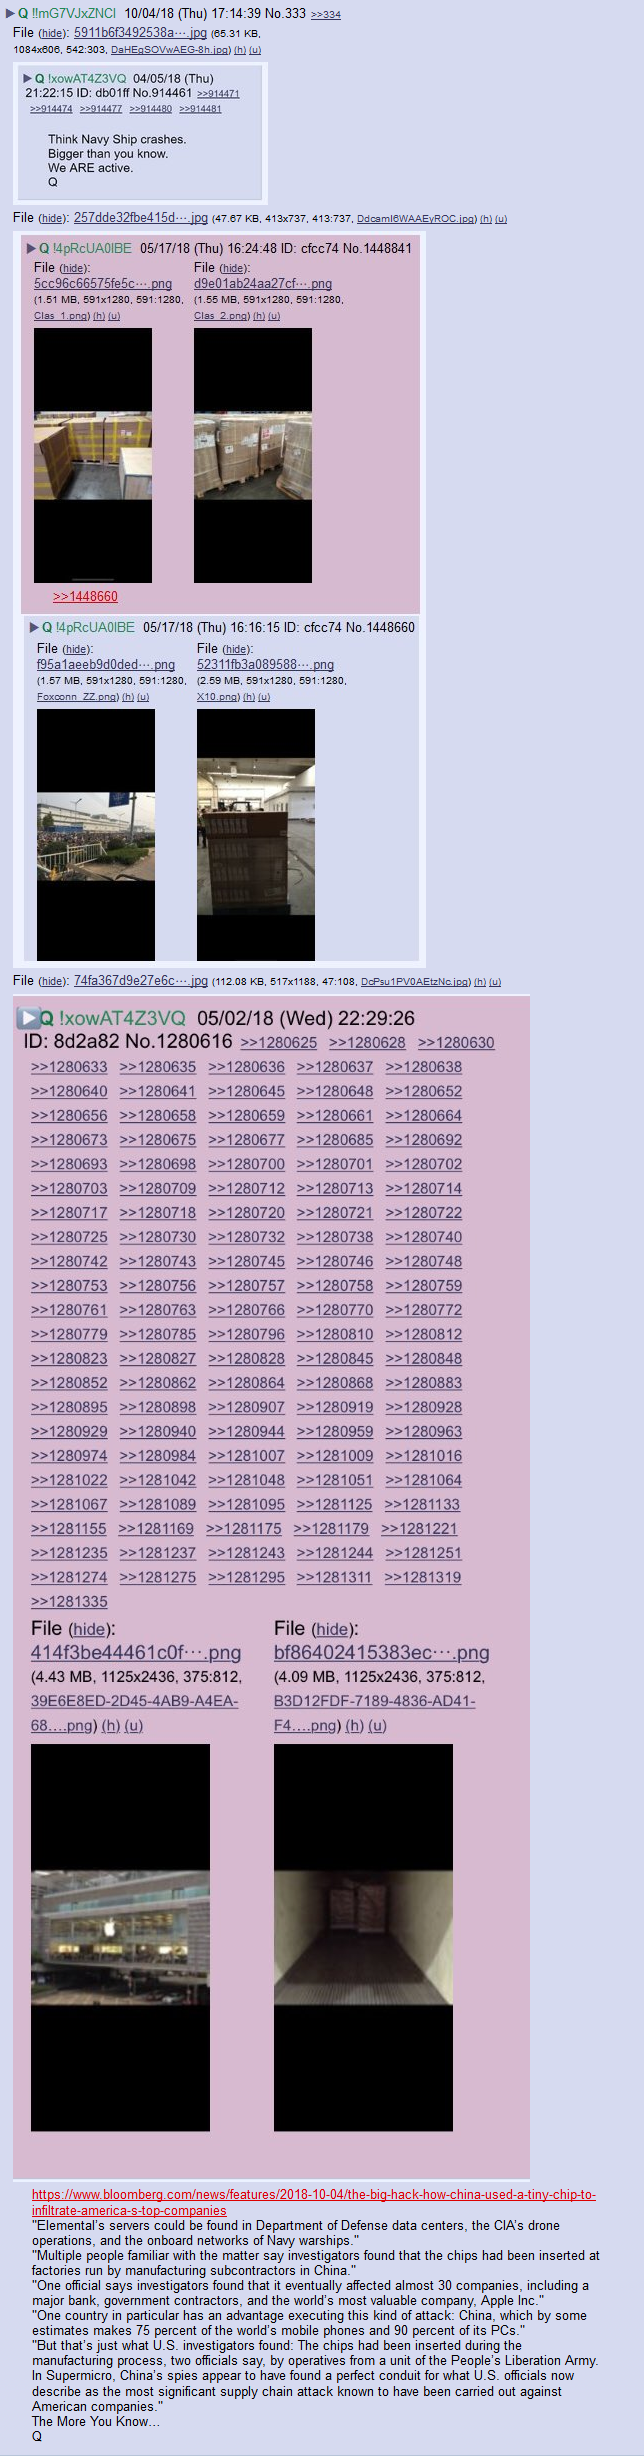 ▶Q !!mG7VJxZNCI 10/04/18 (Thu) 17:14:39 No.333 >>334
File (hide): 5911b6f3492538a⋯.jpg (65.31 KB,
1084x606, 542:303, DaHEgSOVwAEG-8h.jpg) (h) (u)
▶Q !xowAT4Z3VQ 04/05/18 (Thu)
21:22:15 ID: db01ff No.914461 >>914471
>>914474 >>914477 >>914480 >>914481
Think Navy Ship crashes.
Bigger than you know.
We ARE active.
Q
File (hide): 257dde32fbe415d⋯.jpg (47.67 KB, 413x737, 413:737, DdcamI6WAAEyROC.jpg) (h) (u)
▶Q !4pRcUA0lBE 05/17/18 (Thu) 16:24:48 ID: cfcc74 No.1448841
File (hide):
5cc96c66575fe5c⋯.png
(1.51 MB, 591x1280, 591:1280,
Clas_1.png) (h) (u)
File (hide):
d9e01ab24aa27cf⋯.png
(1.55 MB, 591x1280, 591:1280,
Clas_2.png) (h) (u)
>>1448660
▶Q !4pRcUA0lBE 05/17/18 (Thu) 16:16:15 ID: cfcc74 No.1448660
File (hide):
f95a1aeeb9d0ded⋯.png
(1.57 MB, 591x1280, 591:1280,
Foxconn_ZZ.png) (h) (u)
File (hide):
52311fb3a089588⋯.png
(2.59 MB, 591x1280, 591:1280,
X10.png) (h) (u)
File (hide): 74fa367d9e27e6c⋯.jpg (112.08 KB, 517x1188, 47:108, DcPsu1PV0AEtzNc.jpg) (h) (u)
▶Q !xowAT4Z3VQ 05/02/18 (Wed) 22:29:26
ID: 8d2a82 No.1280616 >>1280625 >>1280628 >>1280630
>>1280633 >>1280635 >>1280636 >>1280637 >>1280638
>>1280640 >>1280641 >>1280645 >>1280648 >>1280652
>>1280656 >>1280658 >>1280659 >>1280661 >>1280664
>>1280673 >>1280675 >>1280677 >>1280685 >>1280692
>>1280693 >>1280698 >>1280700 >>1280701 >>1280702
>>1280703 >>1280709 >>1280712 >>1280713 >>1280714
>>1280717 >>1280718 >>1280720 >>1280721 >>1280722
>>1280725 >>1280730 >>1280732 >>1280738 >>1280740
>>1280742 >>1280743 >>1280745 >>1280746 >>1280748
>>1280753 >>1280756 >>1280757 >>1280758 >>1280759
>>1280761 >>1280763 >>1280766 >>1280770 >>1280772
>>1280779 >>1280785 >>1280796 >>1280810 >>1280812
>>1280823 >>1280827 >>1280828 >>1280845 >>1280848
>>1280852 >>1280862 >>1280864 >>1280868 >>1280883
>>1280895 >>1280898 >>1280907 >>1280919 >>1280928
>>1280929 >>1280940 >>1280944 >>1280959 >>1280963
>>1280974 >>1280984 >>1281007 >>1281009 >>1281016
>>1281022 >>1281042 >>1281048 >>1281051 >>1281064
>>1281067 >>1281089 >>1281095 >>1281125 >>1281133
>>1281155 >>1281169 >>1281175 >>1281179 >>1281221
>>1281235 >>1281237 >>1281243 >>1281244 >>1281251
>>1281274 >>1281275 >>1281295 >>1281311 >>1281319
>>1281335
File (hide):
414f3be44461c0f⋯.png
(4.43 MB, 1125x2436, 375:812,
39E6E8ED-2D45-4AB9-A4EA-
68….png) (h) (u)
File (hide):
bf86402415383ec⋯.png
(4.09 MB, 1125x2436, 375:812,
B3D12FDF-7189-4836-AD41-
F4….png) (h) (u)
https://www.bloomberg.com/news/features/2018-10-04/the-big-hack-how-china-used-a-tiny-chip-to-
infiltrate-america-s-top-companies
"Elemental's servers could be found in Department of Defense data centers, the CIA's drone
operations, and the onboard networks of Navy warships."
"Multiple people familiar with the matter say investigators found that the chips had been inserted at
factories run by manufacturing subcontractors in China."
"One official says investigators found that it eventually affected almost 30 companies, including a
major bank, government contractors, and the world's most valuable company, Apple Inc."
"One country in particular has an advantage executing this kind of attack: China, which by some
estimates makes 75 percent of the world's mobile phones and 90 percent of its PCs."
"But that's just what U.S. investigators found: The chips had been inserted during the
manufacturing process, two officials say, by operatives from a unit of the People's Liberation Army.
In Supermicro, China's spies appear to have found a perfect conduit for what U.S. officials now
describe as the most significant supply chain attack known to have been carried out against
American companies."
The More You Know…
Q